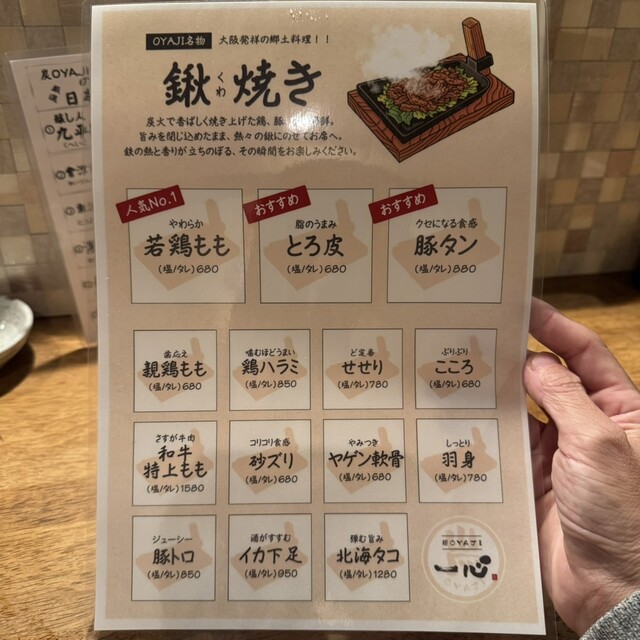 OYAJI名物 大阪発祥の郷土料理！！
鍬焼き
くわ
炭火で香ばしく焼き上げた鶏、豚
旨みを閉じ込めたまま、熱々の鍬にのせてお席へ。
鉄の熱と香りが立ちのぼる、その瞬間をお楽しみください。
人気No.1
やわらか
若鶏もも
(塩/タレ)680
おすすめ
脂のうまみ
とろ皮
(塩/タレ)680
おすすめ
クセになる食感
豚タン
(塩/タレ)880
歯応え
親鶏もも
(塩/タレ)680
噛むほどうまい
鶏ハラミ
(塩/タレ)850
ど定番
せせり
(塩/タレ)780
ぷりぷり
こころ
(塩/タレ)680
さすが牛肉
和牛
特上もも
(塩/タレ)1580
コリコリ食感
砂ズリ
(塩/タレ)680
やみつき
ヤゲン軟骨
(塩/タレ)680
しっとり
羽身
(塩/タレ)780
ジューシー
豚トロ
(塩/タレ)850
酒がすすむ
イカ下足
(塩/タレ)950
弾む旨み
北海タコ
(塩/タレ)1280
OYAJI
一心
炭OYAJI